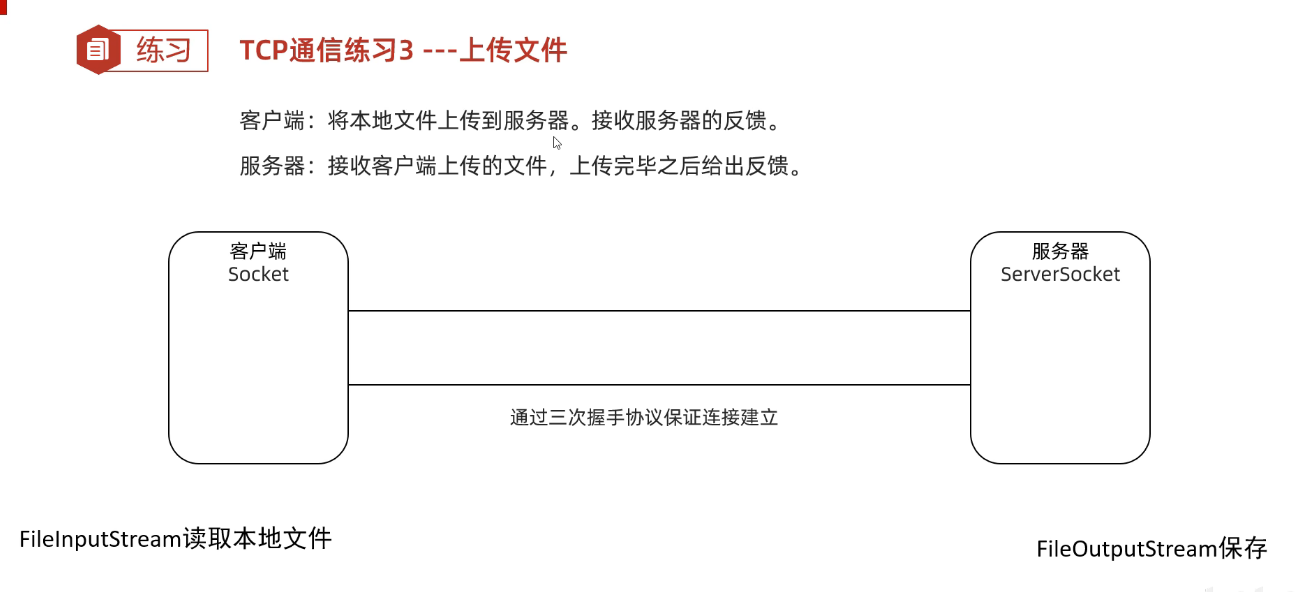 练习
TCP通信练习3 ---上传文件
客户端：将本地文件上传到服务器。接收服务器的反馈。
服务器：接收客户端上传的文件，上传完毕之后给出反馈。
客户端
Socket
服务器
ServerSocket
通过三次握手协议保证连接建立
FileInputStream读取本地文件
FileOutputStream保存